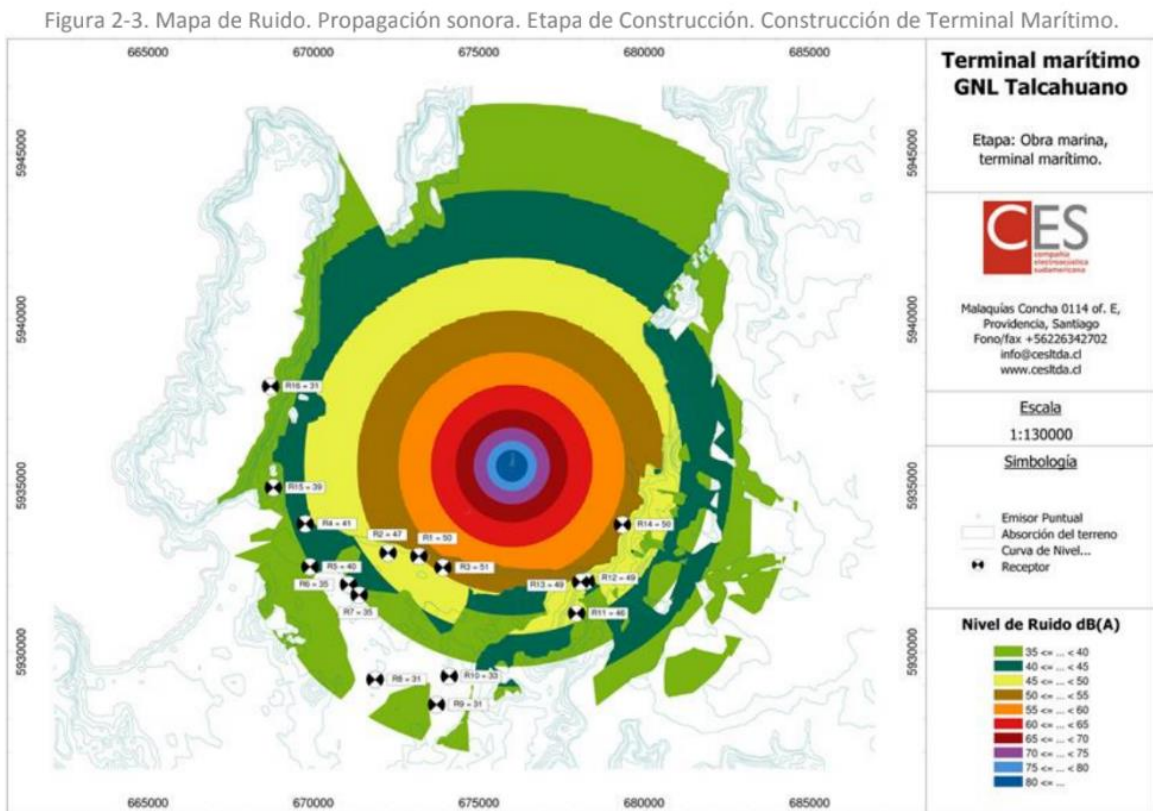 Figura 2-3. Mapa de Ruido. Propagación sonora. Etapa de Construcción. Construcción de Terminal Marítimo.
665000 670000 675000 680000 685000
5945000
5940000
5935000
5930000
R16 = 31
R15 = 39
R4 = 41
R2 = 47
R1 = 50
R14 = 50
R5 = 40
R3 = 51
R6 = 35
R13 = 49
R12 = 49
R7 = 35
R11 = 46
R8 = 31
R10 = 33
R9 = 31
665000 670000 675000 680000 685000
5945000
5940000
5935000
5930000
Terminal marítimo
GNL Talcahuano
Etapa: Obra marina,
terminal marítimo.
CES
compañía
electroacústica
sudamericana
Malaquías Concha 0114 of. E,
Providencia, Santiago
Fono/fax +56226342702
info@cesltda.cl
www.cesltda.cl
Escala
1:130000
Simbología
Emisor Puntual
Absorción del terreno
Curva de Nivel...
Receptor
Nivel de Ruido dB(A)
35 <= ... < 40
40 <= ... < 45
45 <= ... < 50
50 <= ... < 55
55 <= ... < 60
60 <= ... < 65
65 <= ... < 70
70 <= ... < 75
75 <= ... < 80
80 <= ...